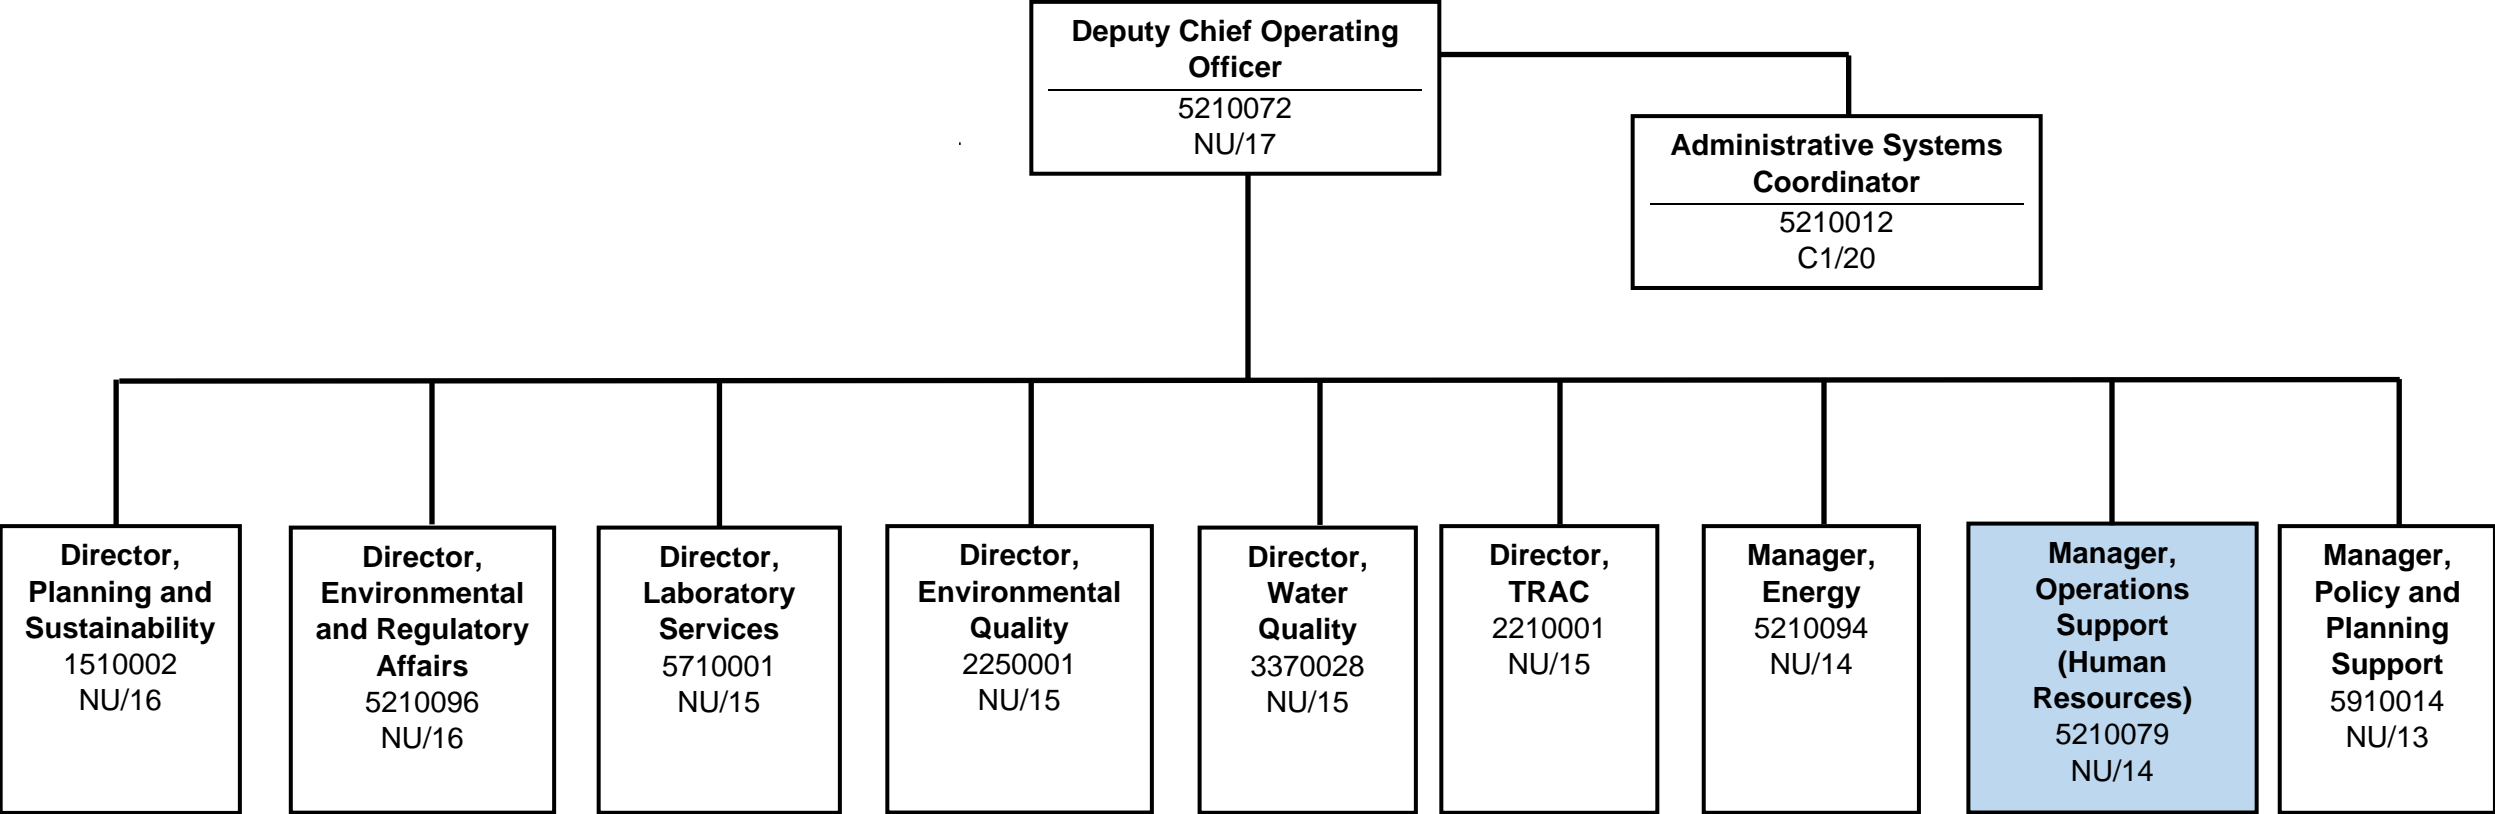 Deputy Chief Operating
Officer
5210072
NU/17
Administrative Systems
Coordinator
5210012
C1/20
Director,
Planning and
Sustainability
1510002
NU/16
Director,
Environmental
and Regulatory
Affairs
5210096
NU/16
Director,
Laboratory
Services
5710001
NU/15
Director,
Environmental
Quality
2250001
NU/15
Director,
Water
Quality
3370028
NU/15
Director,
TRAC
2210001
NU/15
Manager,
Energy
5210094
NU/14
Manager,
Operations
Support
(Human
Resources)
5210079
NU/14
Manager,
Policy and
Planning
Support
5910014
NU/13